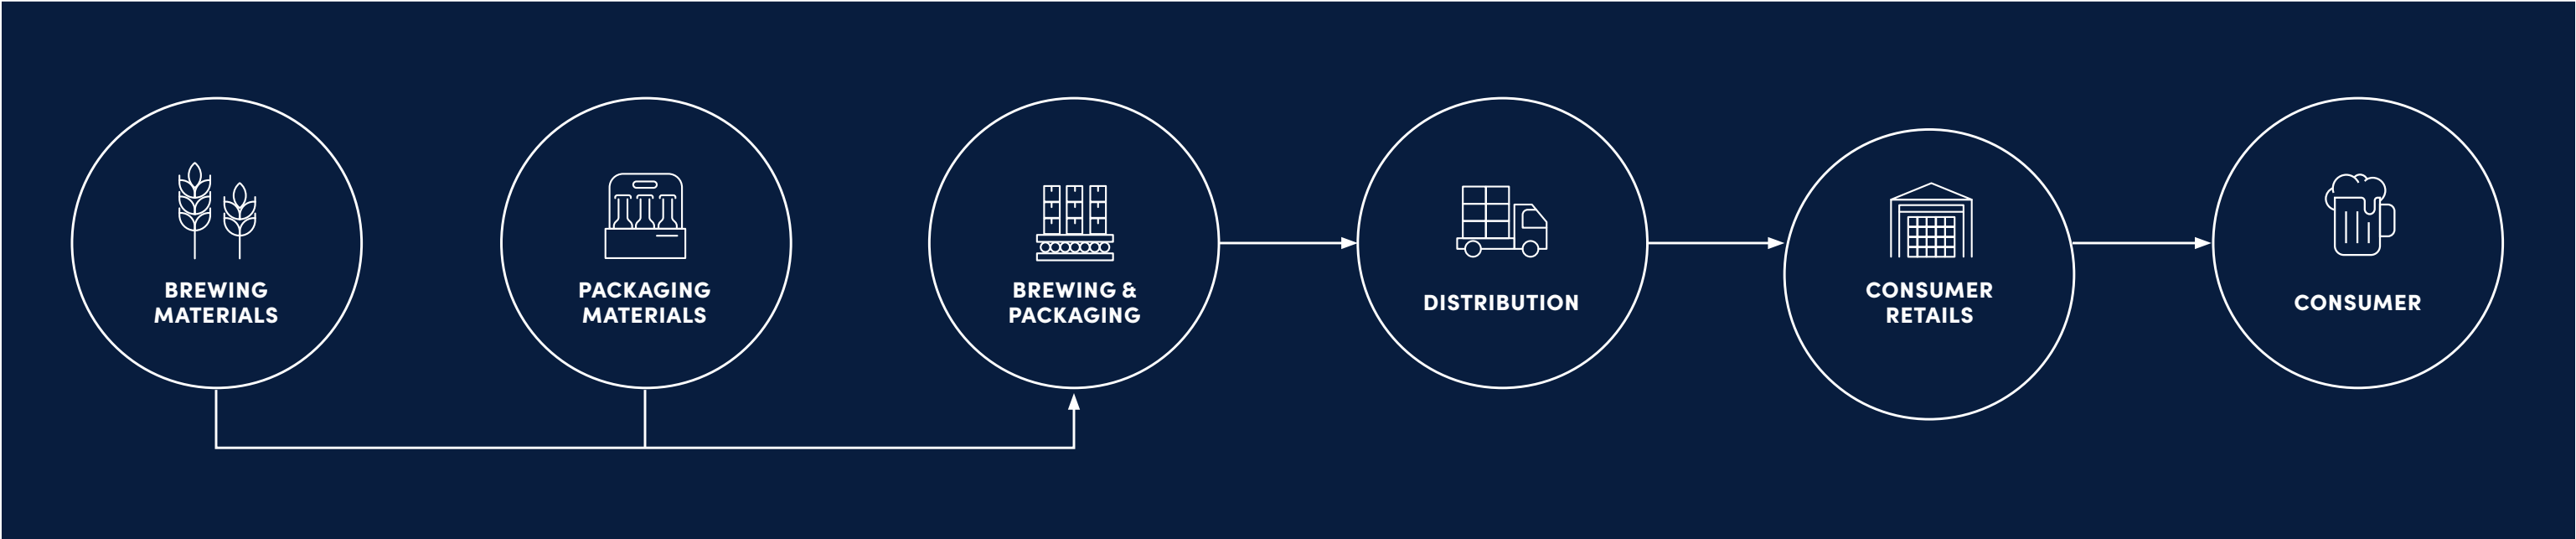 BREWING
MATERIALS
PACKAGING
MATERIALS
BREWING &
PACKAGING
DISTRIBUTION
CONSUMER
RETAILS
CONSUMER